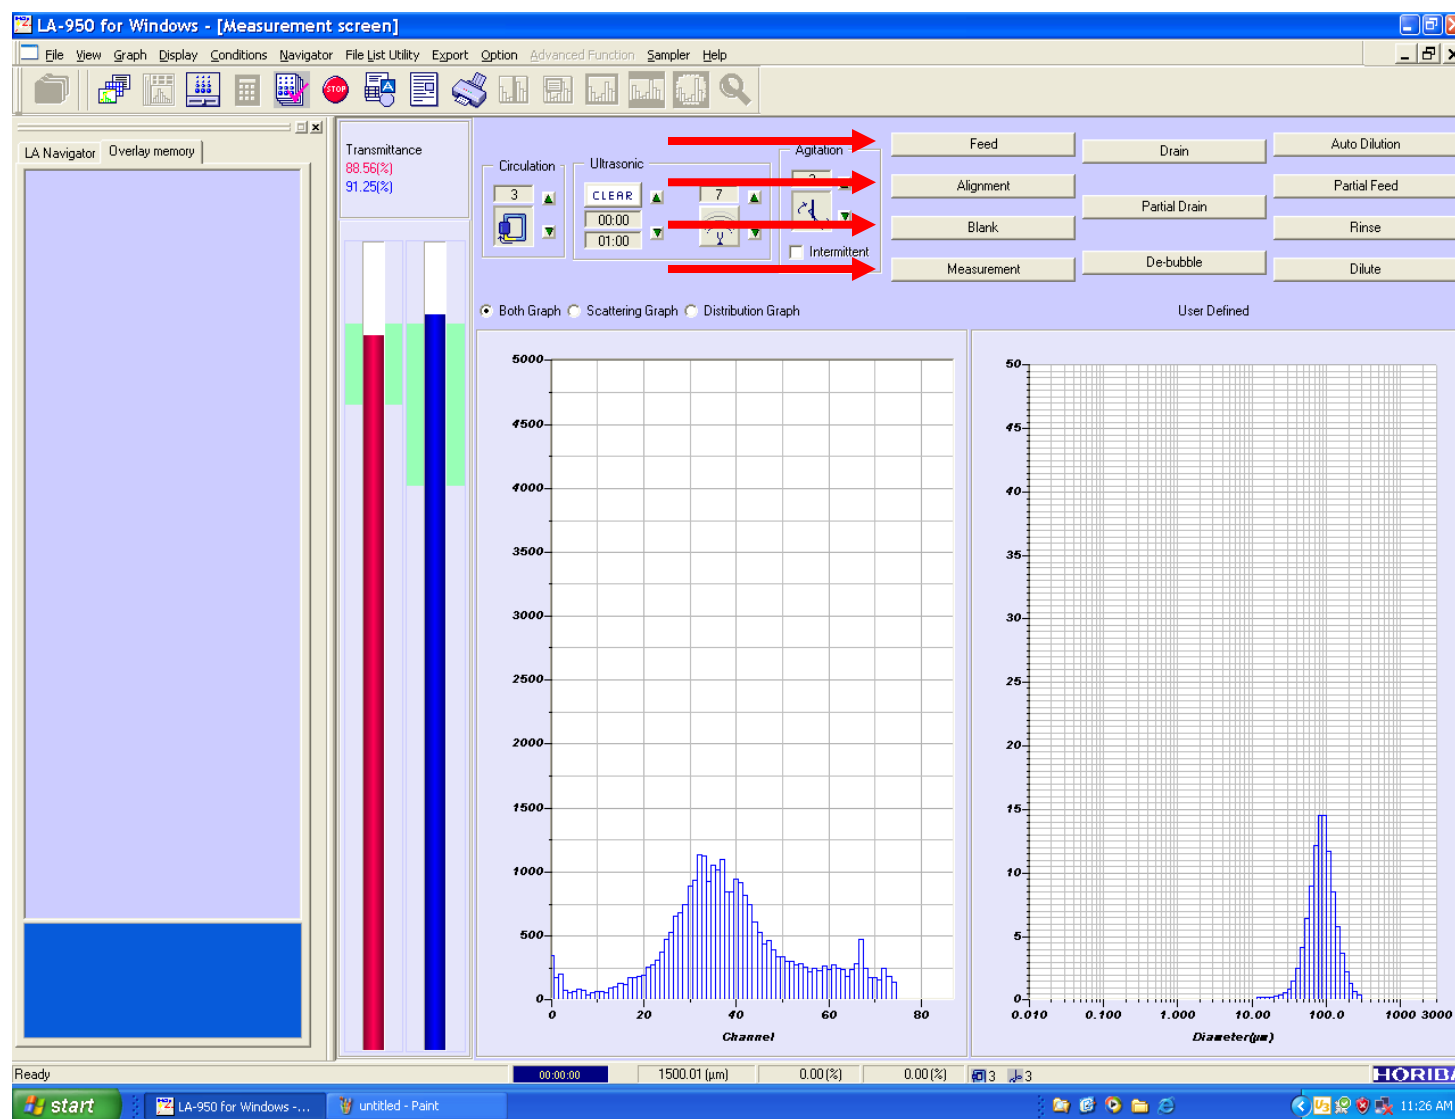 LA-950 for Windows - [Measurement screen]
File View Graph Display Conditions Navigator File List Utility Export Option Advanced Function Sampler Help
STOP
A
LA Navigator Overlay memory
Transmittance
88.56(%)
91.25(%)
Circulation
3
Ultrasonic
CLEAR
00:00
01:00
7
Agitation
Intermittent
Feed
Alignment
Blank
Measurement
Drain
Partial Drain
De-bubble
Auto Dilution
Partial Feed
Rinse
Dilute
Both Graph Scattering Graph Distribution Graph
User Defined
5000
4500
4000
3500
3000
2500
2000
1500
1000
500
0
0 20 40 60 80
Channel
50
45
40
35
30
25
20
15
10
5
0
0.010 0.100 1.000 10.00 100.0 1000 3000
Diameter(µm)
Ready 00:00:00 1500.01 (µm) 0.00 (%) 0.00 (%) 3 3 HORIBA
start LA-950 for Windows -... untitled - Paint 11:26 AM